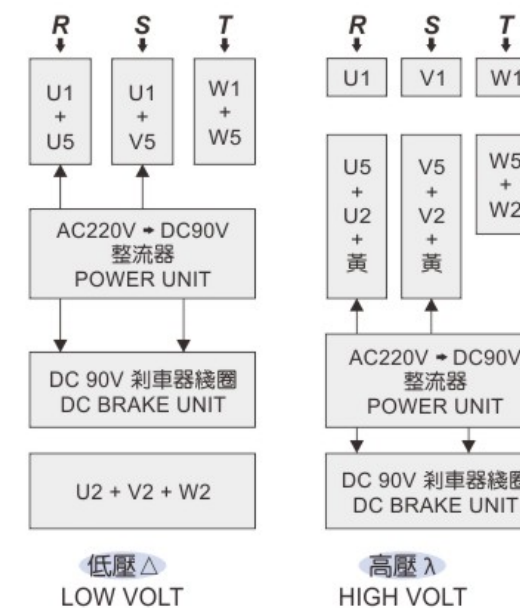 R S T
U1
+
U5
U1
+
V5
W1
+
W5
AC220V ➡ DC90V
整流器
POWER UNIT
DC 90V 剎車器綫圈
DC BRAKE UNIT
U2 + V2 + W2
低壓△
LOW VOLT
R S T
U1
V1
W1
U5
+
U2
+
黃
V5
+
V2
+
黃
W5
+
W2
AC220V ➡ DC90V
整流器
POWER UNIT
DC 90V 剎車器綫圈
DC BRAKE UNIT
高壓 λ
HIGH VOLT